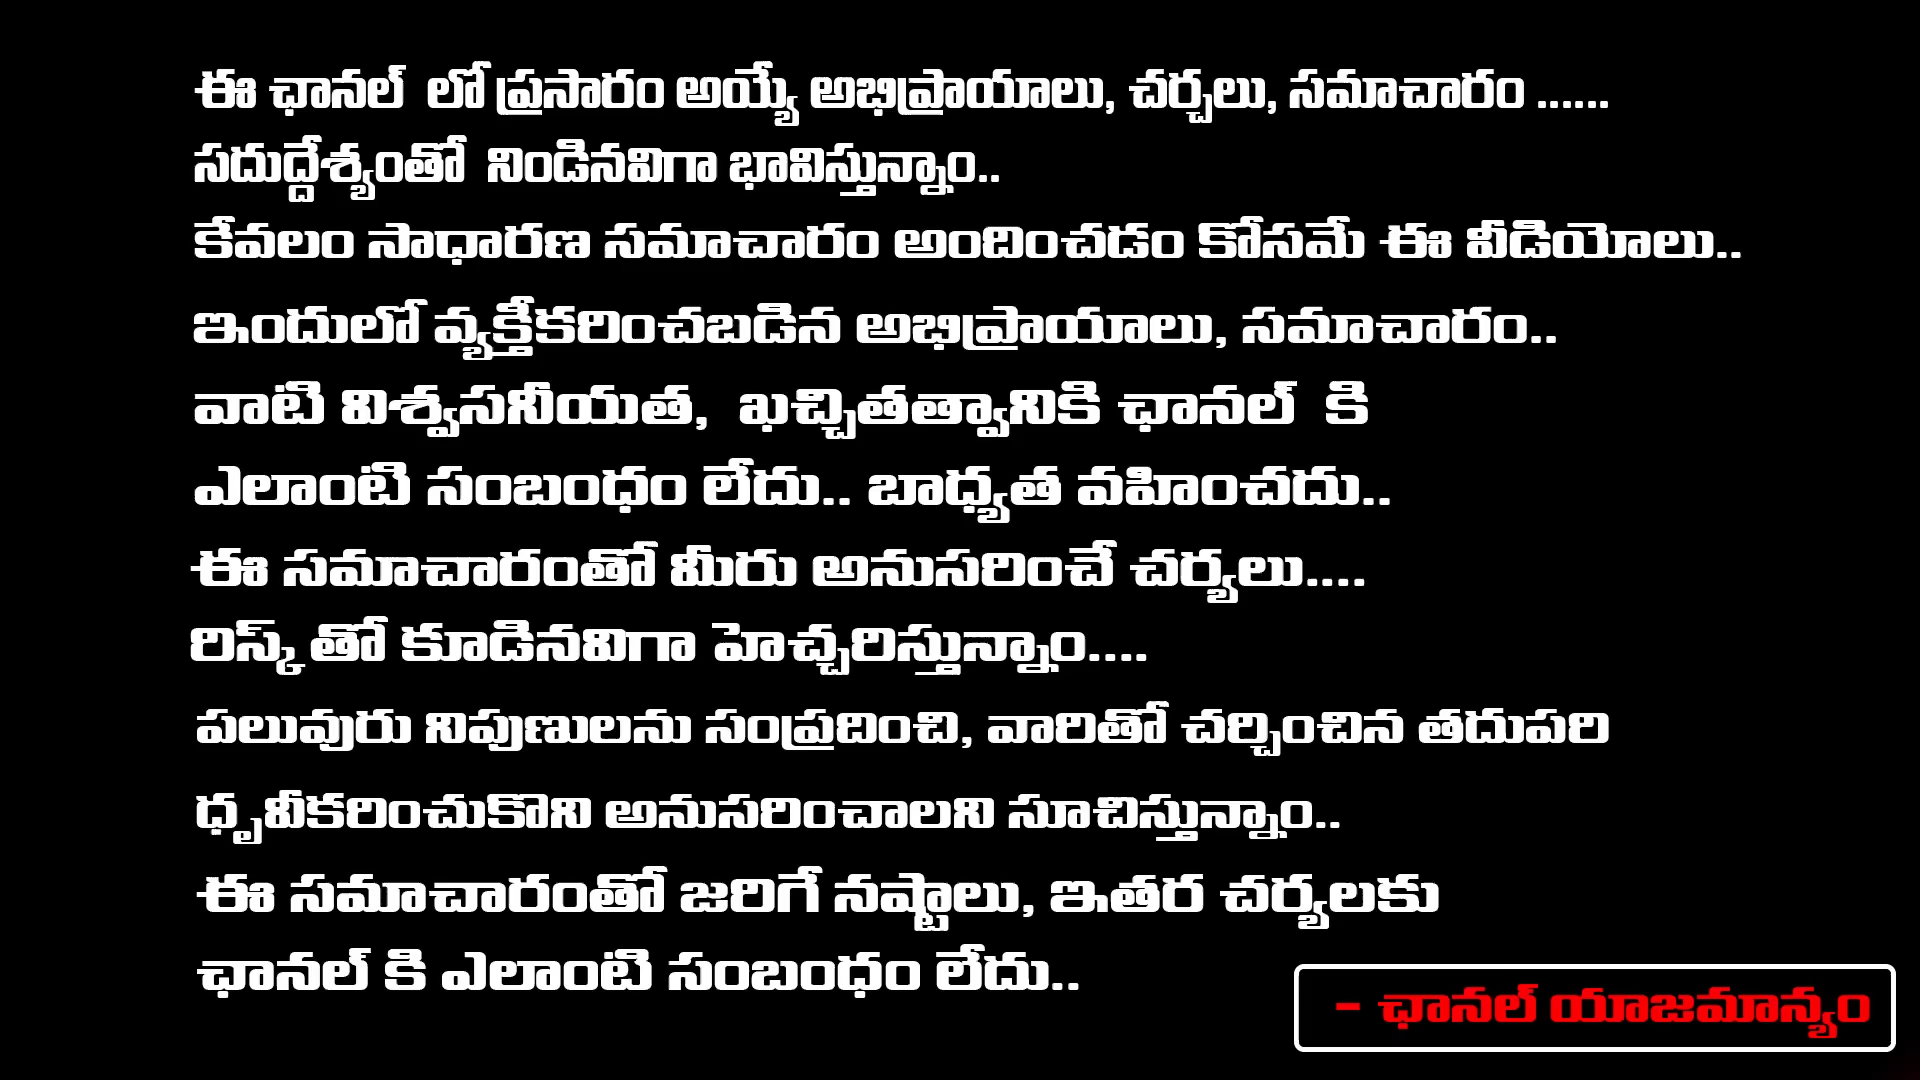 ఈ ఛానల్ లో ప్రసారం అయ్యే అభిప్రాయాలు, చర్చలు, సమాచారం ......
సదుద్దేశ్యంతో నిండినవిగా భావిస్తున్నాం..
కేవలం సాధారణ సమాచారం అందించడం కోసమే ఈ వీడియోలు..
ఇందులో వ్యక్తీకరించబడిన అభిప్రాయాలు, సమాచారం..
వాటి విశ్వసనీయత, ఖచ్చితత్వానికి ఛానల్ కి
ఎలాంటి సంబంధం లేదు.. బాధ్యత వహించదు..
ఈ సమాచారంతో మీరు అనుసరించే చర్యలు....
రిస్క్ తో కూడినవిగా హెచ్చరిస్తున్నాం....
పలువురు నిపుణులను సంప్రదించి, వారితో చర్చించిన తదుపరి
ధృవీకరించుకొని అనుసరించాలని సూచిస్తున్నాం..
ఈ సమాచారంతో జరిగే నష్టాలు, ఇతర చర్యలకు
ఛానల్ కి ఎలాంటి సంబంధం లేదు..
- ఛానల్ యాజమాన్యం